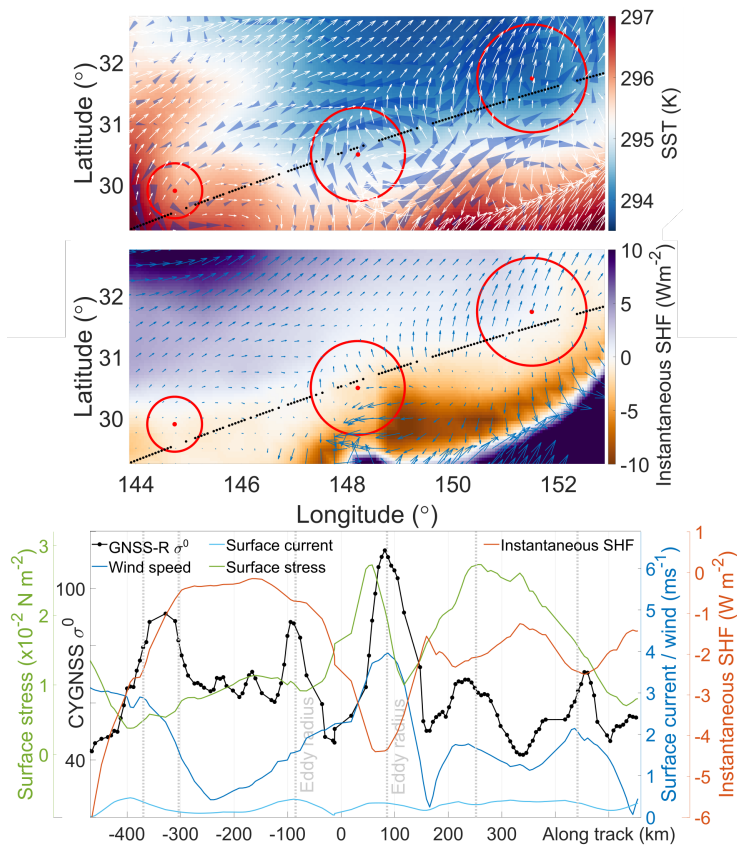 297
32
296
Latitude (°)
31
SST (K)
295
30
294
10
32
5
Latitude (°)
31
0
Instantaneous SHF (Wm-2)
30
-5
-10
144 146 148 150 152
Longitude (°)
3 GNSS-R σ0 Surface current Instantaneous SHF 1
Wind speed Surface stress 6
0
100
5
2
-1
Surface stress (x10-2 N m-2)
CYGNSS σ0
4
-2
Surface current / wind (ms-1)
Instantaneous SHF (W m-2)
1
3
-3
Eddy radius Eddy radius
2
-4
0 40
1
-5
0 -6
-400 -300 -200 -100 0 100 200 300 400 Along track (km)